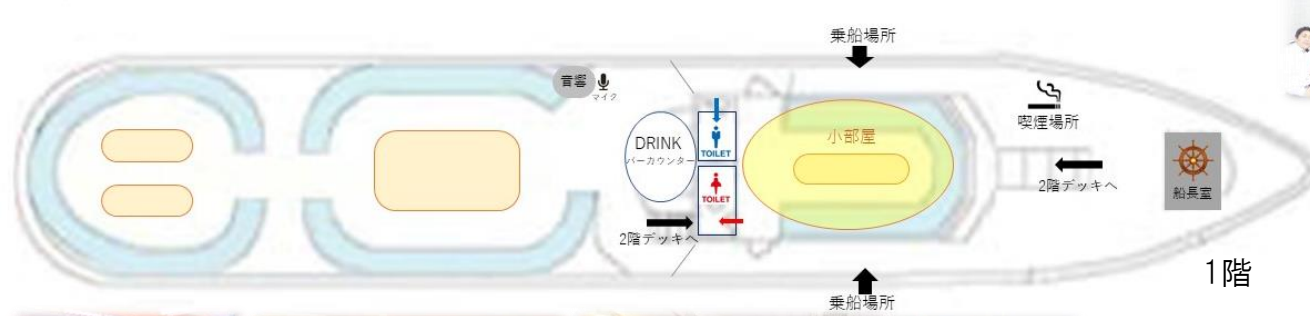 乗船場所
音響
マイク
喫煙場所
DRINK
バーカウンター
TOILET
小部屋
TOILET
2階デッキへ
船長室
2階デッキへ
1階
乗船場所